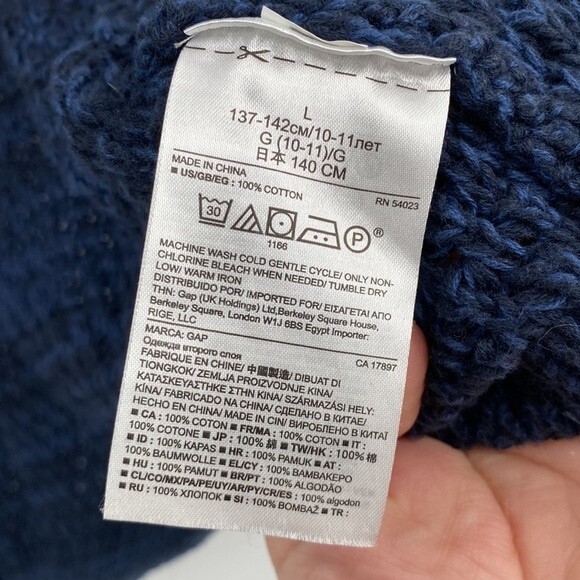 L
137-142см/10-11лет
G (10-11)/G
日本 140 CM
MADE IN CHINA
RN 54023
■ US/GB/EG : 100% COTTON
30 P ®
1166
MACHINE WASH COLD GENTLE CYCLE/ ONLY NON-
CHLORINE BLEACH WHEN NEEDED/ TUMBLE DRY
LOW/ WARM IRON
DISTRIBUIDO POR/ IMPORTED FOR/ ΕΙΣΑΓΕΤΑΙ ΑΠΟ
ΤΗΝ: Gap (UK Holdings) Ltd,Berkeley Square House,
Berkeley Square, London W1J 6BS Egypt Importer:
RIGE, LLC
MARCA: GAP
CA 17897
Одежда второго слоя
FABRIQUE EN CHINE/ 中國製造/ DIBUAT DI
TIONGKOK/ ZEMLJA PROIZVODNJE KINA/
ΚΑΤΑΣΚΕΥΑΣΤΗΚΕ ΣΤΗΝ ΚΙΝΑ/ SZÁRMAZÁSI HELY:
KÍNA/ FABRICADO NA CHINA/ СДЕЛАНО В КИТАЕ/
HECHO EN CHINA/ MADE IN CIN/ ВИРОБЛЕНО В КИТАЇ
■ CA : 100% COTON ■ FR/MA : 100% COTON ■ IT :
100% COTONE ■ JP : 100% 綿 ■ TW/HK : 100% 棉
■ ID : 100% KAPAS ■ HR : 100% PAMUK ■ AT :
100% BAUMWOLLE ■ EL/CY : 100% ΒΑΜΒΑΚΕΡΟ
■ HU : 100% PAMUT ■ BR/PT : 100% ALGODÃO
■ CL/CO/MX/PE/UY/AR/PY/CR/ES : 100% algodon
■ RU : 100% ХЛОПОК ■ SI : 100% BOMBAŽ ■ TR :